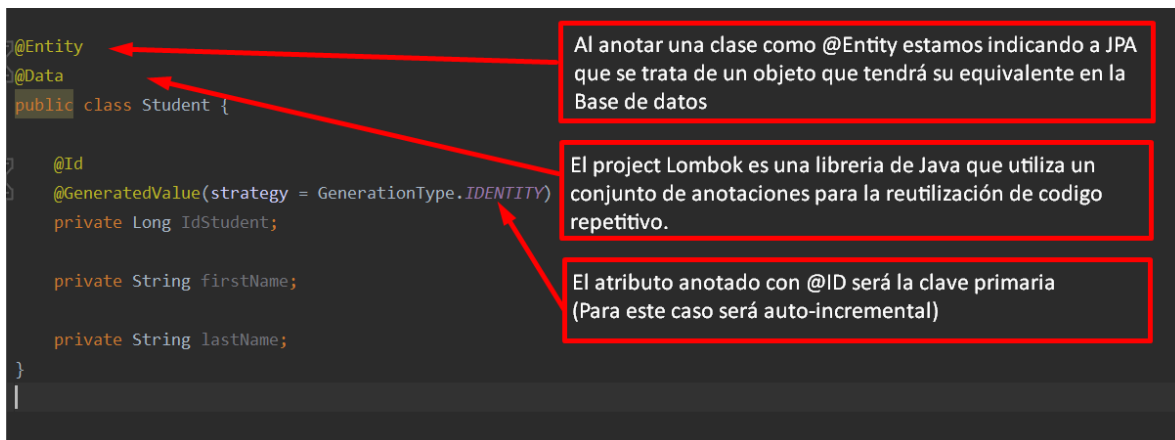 @Entity
@Data
public class Student {
@Id
@GeneratedValue(strategy = GenerationType.IDENTITY)
private Long IdStudent;
private String firstName;
private String lastName;
}
Al anotar una clase como @Entity estamos indicando a JPA
que se trata de un objeto que tendrá su equivalente en la
Base de datos
El project Lombok es una libreria de Java que utiliza un
conjunto de anotaciones para la reutilización de codigo
repetitivo.
El atributo anotado con @ID será la clave primaria
(Para este caso será auto-incremental)